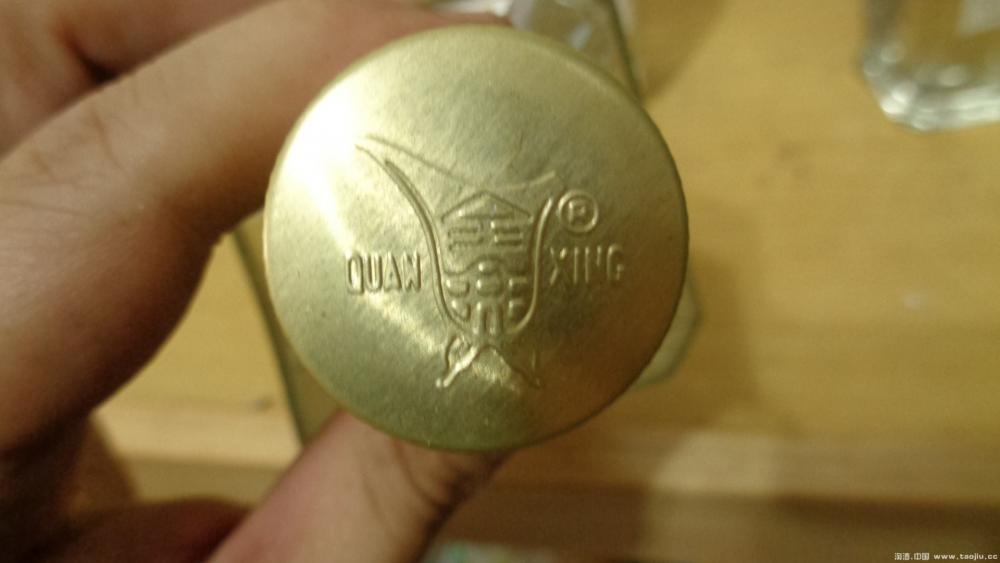 ®
QUAN XING
淘酒.中国 www.taojiu.cc